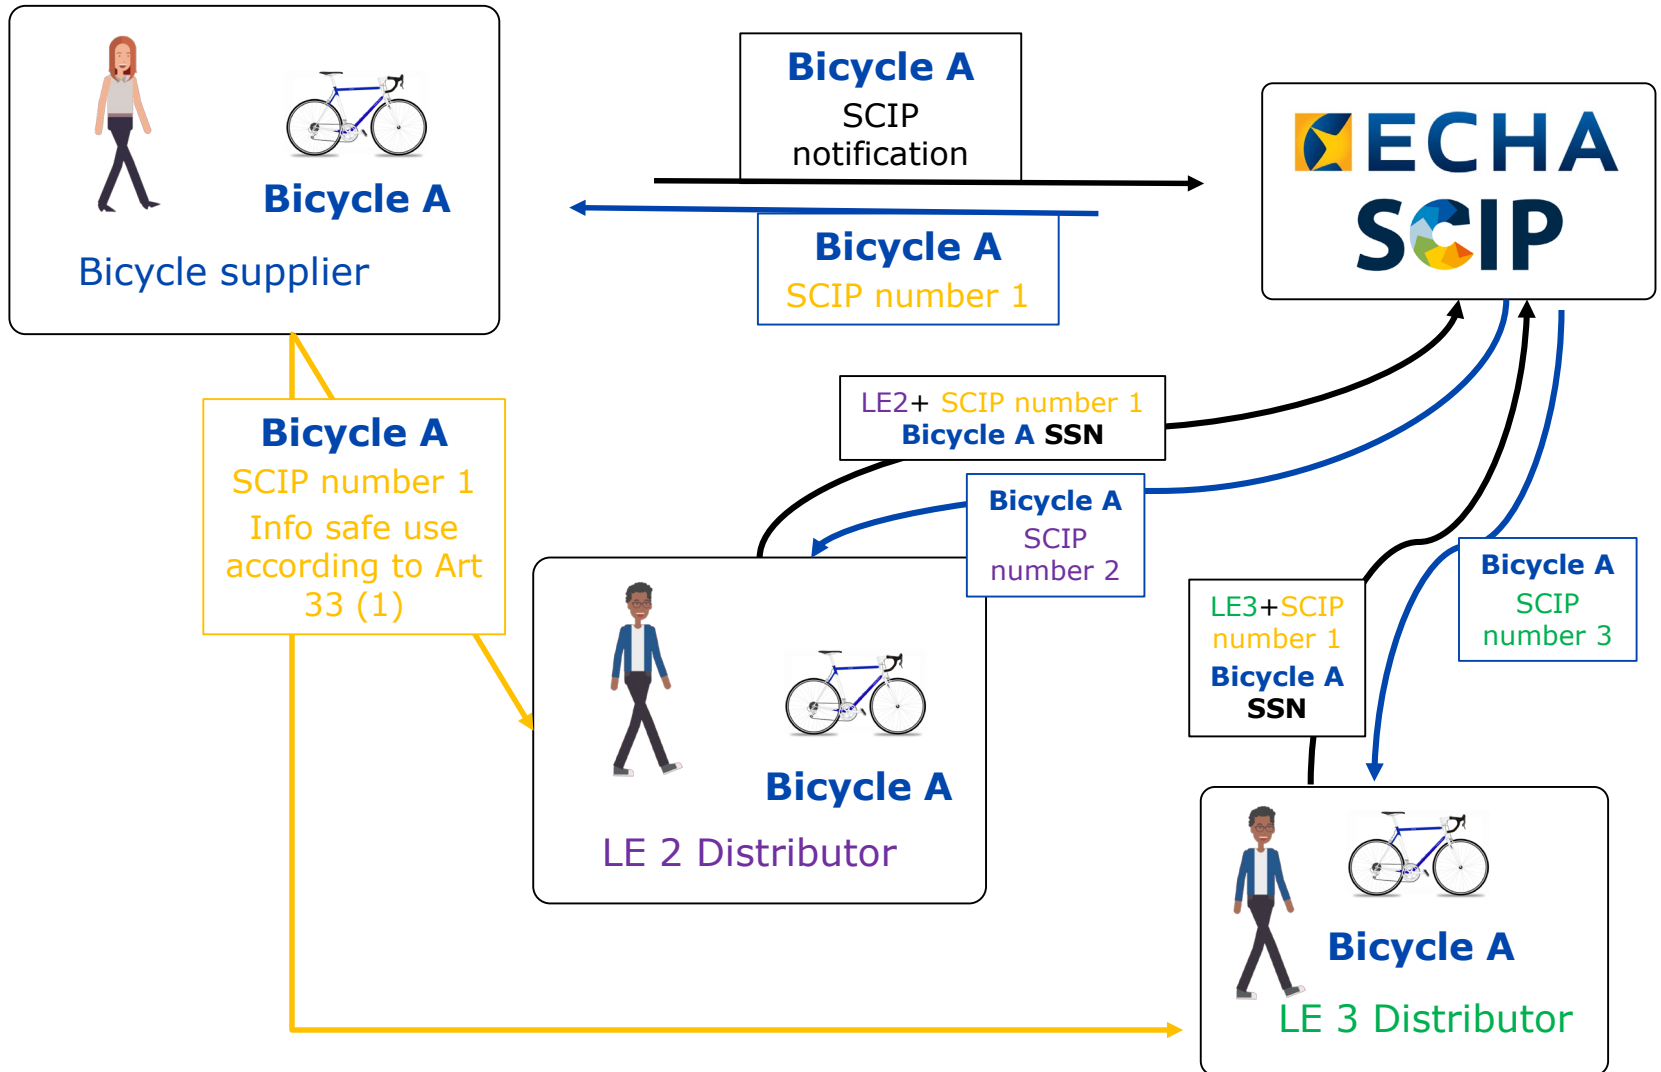 Bicycle A
Bicycle supplier
Bicycle A
SCIP
notification
Bicycle A
SCIP number 1
ECHA
SCIP
Bicycle A
SCIP number 1
Info safe use
according to Art
33 (1)
LE2+ SCIP number 1
Bicycle A SSN
Bicycle A
SCIP
number 2
LE3+SCIP
number 1
Bicycle A
SSN
Bicycle A
SCIP
number 3
Bicycle A
LE 2 Distributor
Bicycle A
LE 3 Distributor